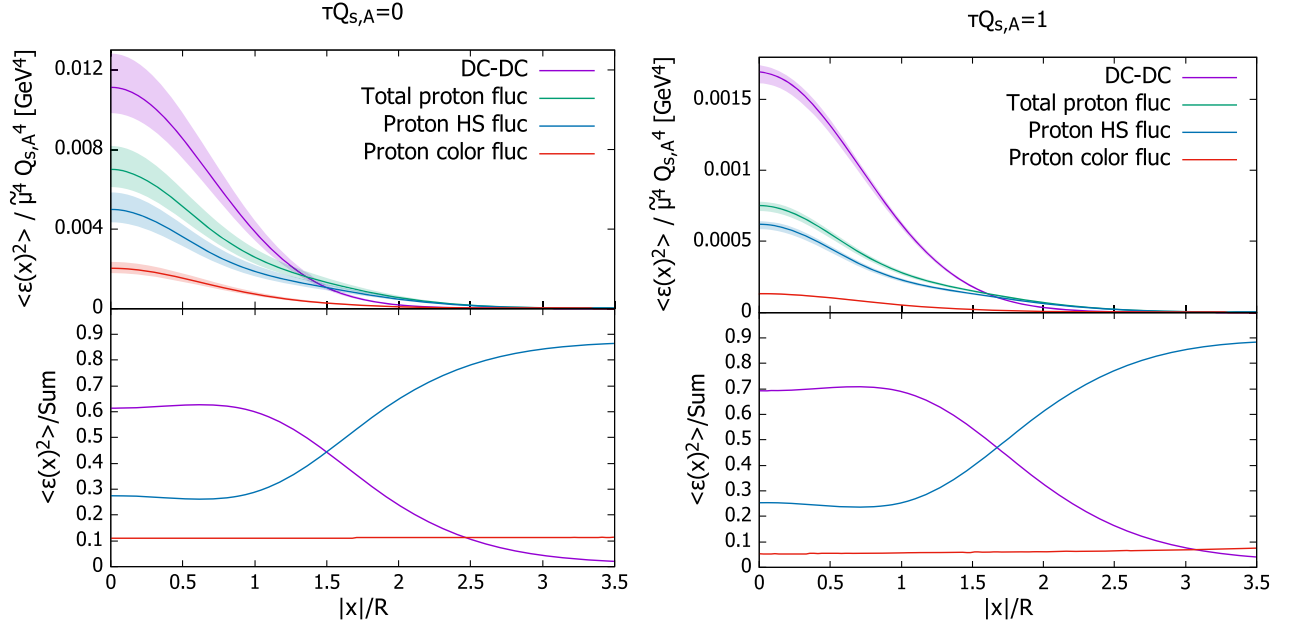 τQs,A=0
<ε(x)²> / μ̃⁴ Qs,A⁴ [GeV⁴]
0.012
0.008
0.004
0
DC-DC
Total proton fluc
Proton HS fluc
Proton color fluc
<ε(x)²>/Sum
0.9
0.8
0.7
0.6
0.5
0.4
0.3
0.2
0.1
0
0 0.5 1 1.5 2 2.5 3 3.5
|x|/R
τQs,A=1
<ε(x)²> / μ̃⁴ Qs,A⁴ [GeV⁴]
0.0015
0.001
0.0005
0
DC-DC
Total proton fluc
Proton HS fluc
Proton color fluc
<ε(x)²>/Sum
0.9
0.8
0.7
0.6
0.5
0.4
0.3
0.2
0.1
0
0 0.5 1 1.5 2 2.5 3 3.5
|x|/R